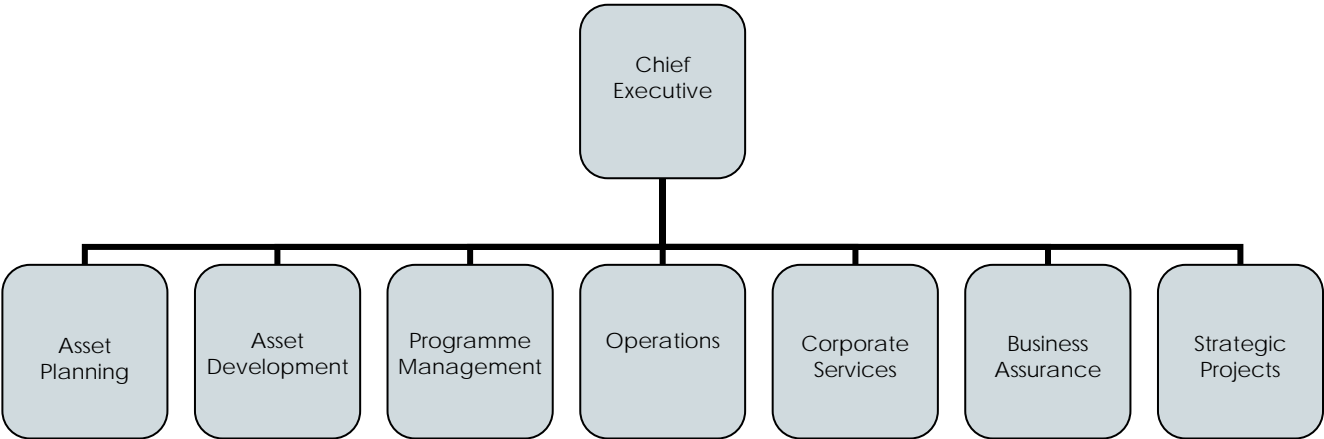 Chief
Executive
Asset
Planning
Asset
Development
Programme
Management
Operations
Corporate
Services
Business
Assurance
Strategic
Projects